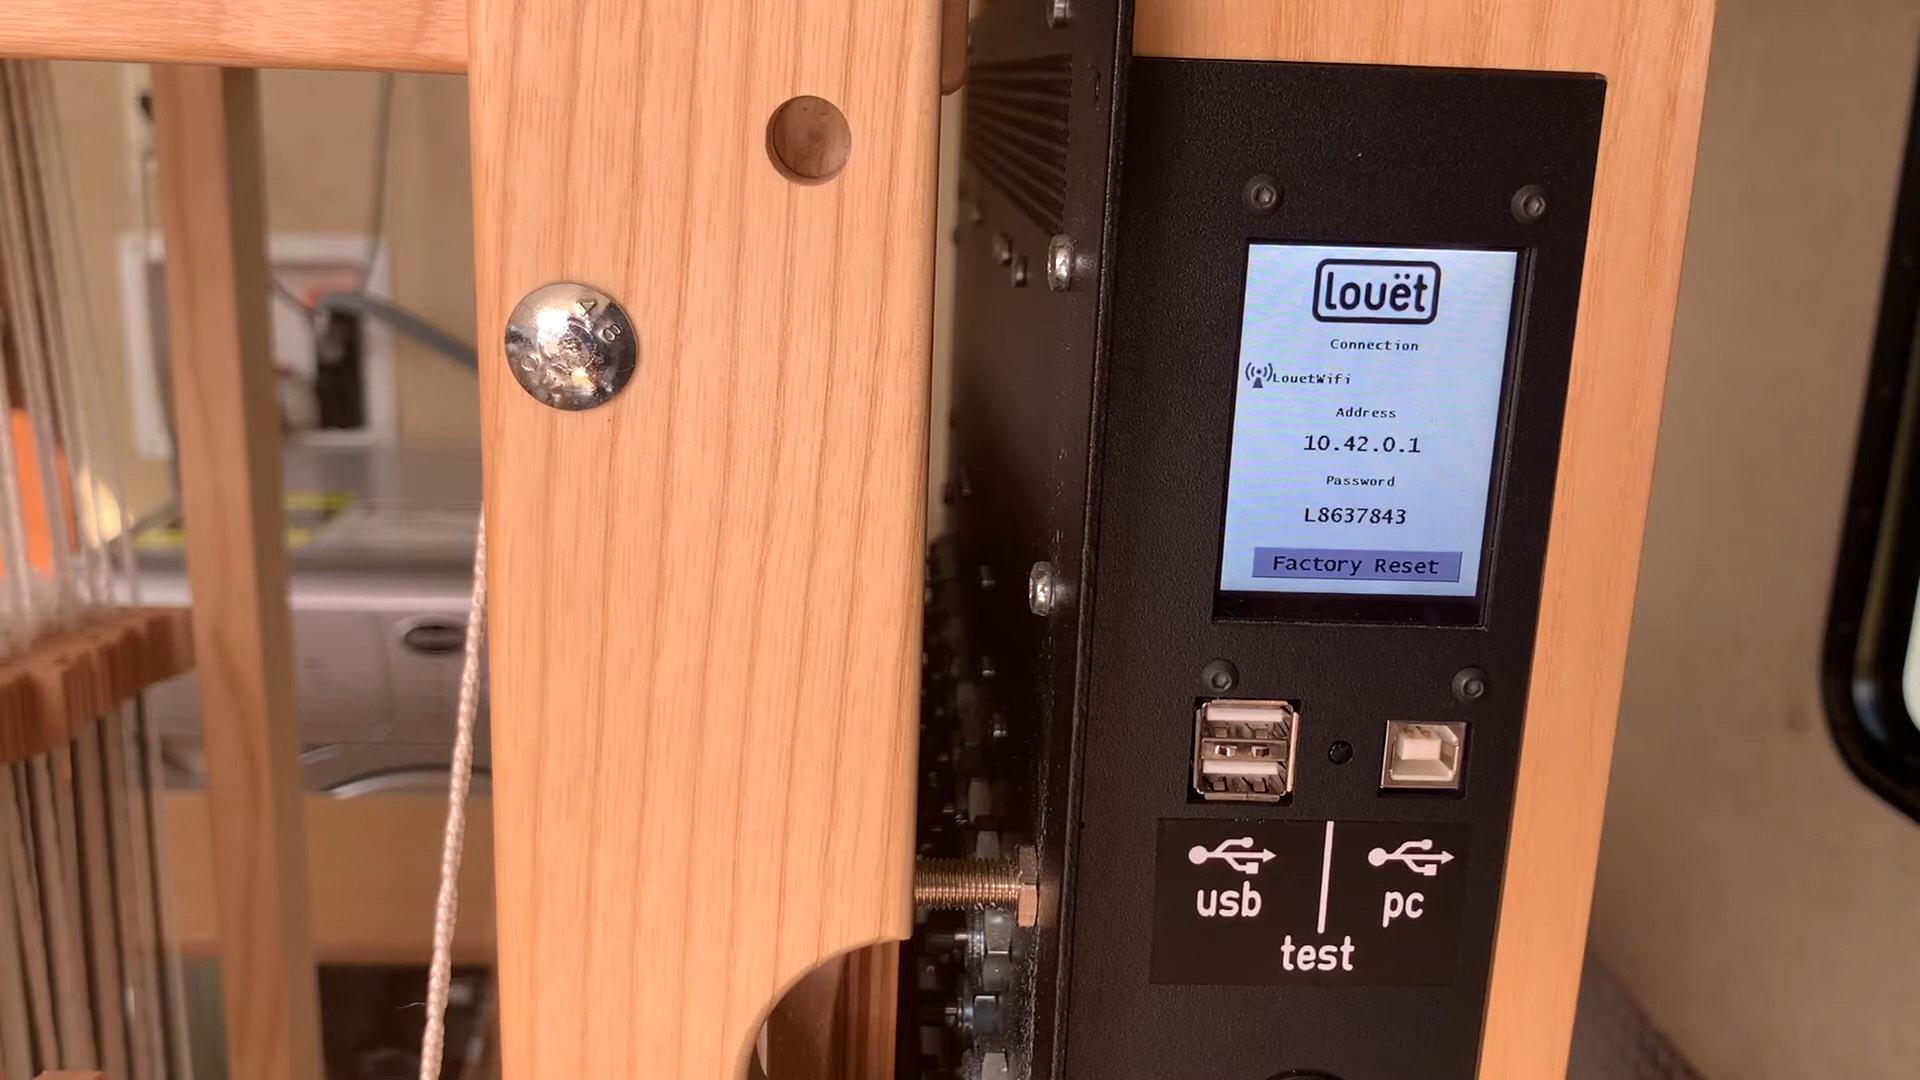 louët
Connection
LouetWifi
Address
10.42.0.1
Password
L8637843
Factory Reset
usb
pc
test